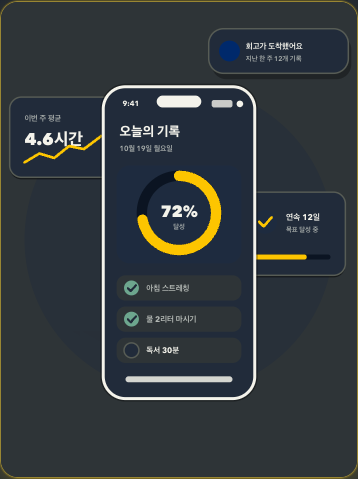 회고가 도착했어요
지난 한 주 12개 기록
이번 주 평균
4.6시간
9:41
오늘의 기록
10월 19일 월요일
72%
달성
연속 12일
목표 달성 중
아침 스트레칭
물 2리터 마시기
독서 30분